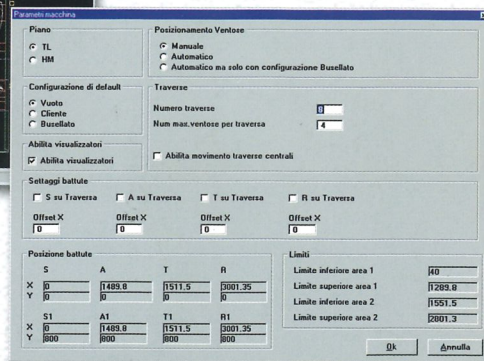 Parametri macchina
Piano
TL
HM
Posizionamento Ventose
Manuale
Automatico
Automatico ma solo con configurazione Busellato
Configurazione di default
Vuoto
Cliente
Busellato
Traverse
Numero traverse
Num max.ventose per traversa 4
Abilita movimento traverse centrali
Abilita visualizzatori
Abilita visualizzatori
Settaggi battute
S su Traversa A su Traversa T su Traversa R su Traversa
Offset X Offset X Offset X Offset X
0 0 0 0
Posizione battute
S A T R
X 0 1489.8 1511.5 3001.35
Y 0 0 0 0
S1 A1 T1 R1
X 0 1489.8 1511.5 3001.35
Y 800 800 800 800
Limiti
Limite inferiore area 1 40
Limite superiore area 1 1289.8
Limite inferiore area 2 1551.5
Limite superiore area 2 2801.3
Ok Annulla